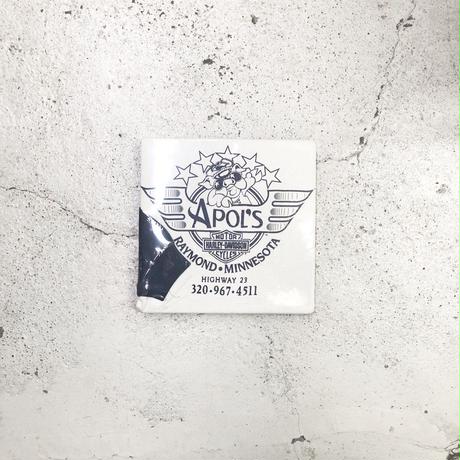 APOL'S
MOTOR
HARLEY-DAVIDSON
CYCLES
RAYMOND • MINNESOTA
HIGHWAY 23
320•967•4511